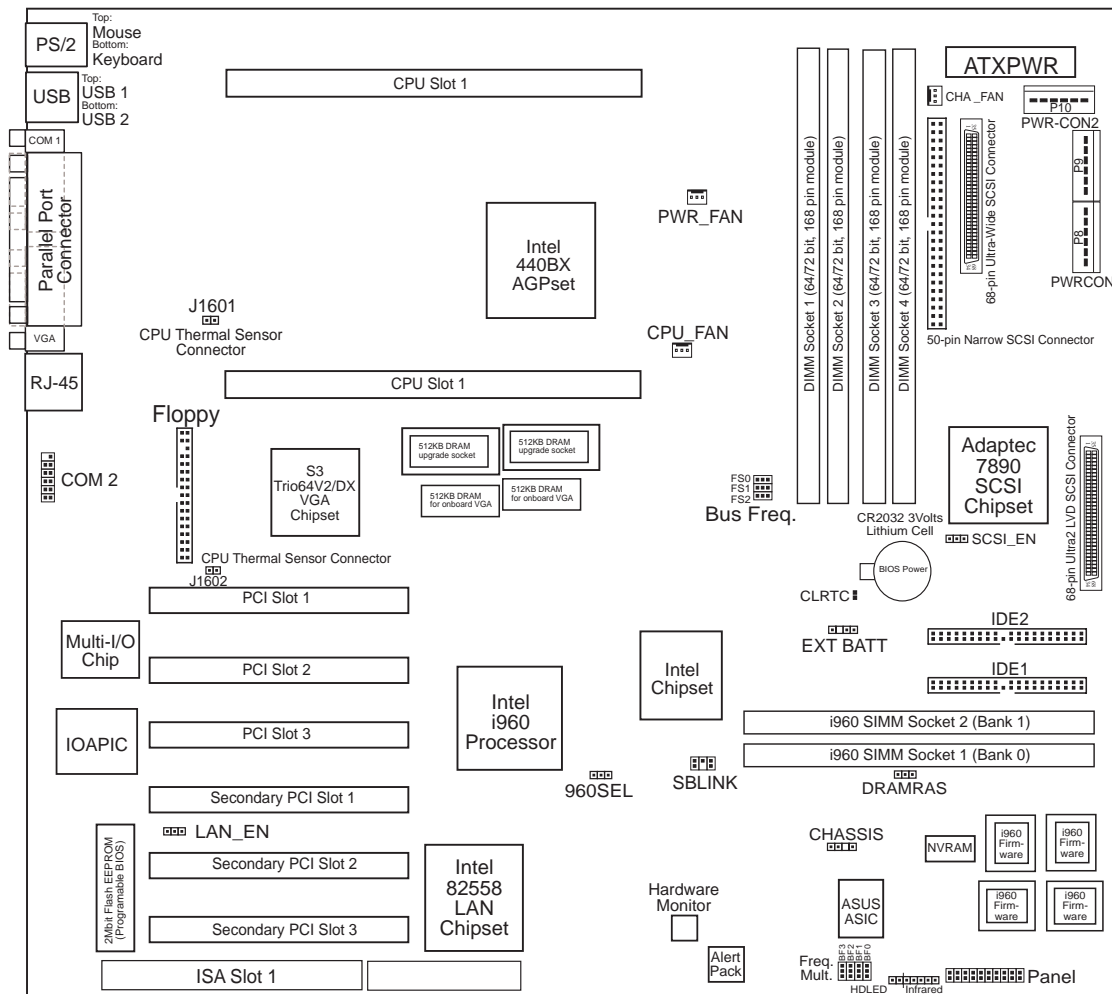 Top:
Mouse
Bottom:
Keyboard
PS/2
Top:
USB 1
Bottom:
USB 2
USB
COM 1
Parallel Port
Connector
VGA
RJ-45
CPU Slot 1
ATXPWR
CHA_FAN
P10
PWR-CON2
P9
P8
PWRCON
68-pin Ultra-Wide SCSI Connector
50-pin Narrow SCSI Connector
DIMM Socket 1 (64/72 bit, 168 pin module)
DIMM Socket 2 (64/72 bit, 168 pin module)
DIMM Socket 3 (64/72 bit, 168 pin module)
DIMM Socket 4 (64/72 bit, 168 pin module)
PWR_FAN
Intel
440BX
AGPset
J1601
CPU Thermal Sensor
Connector
CPU_FAN
CPU Slot 1
Floppy
COM 2
S3
Trio64V2/DX
VGA
Chipset
512KB DRAM
upgrade socket
512KB DRAM
upgrade socket
512KB DRAM
for onboard VGA
512KB DRAM
for onboard VGA
FS0
FS1
FS2
Bus Freq.
Adaptec
7890
SCSI
Chipset
68-pin Ultra2 LVD SCSI Connector
CR2032 3Volts
Lithium Cell
SCSI_EN
BIOS Power
CLRTC
CPU Thermal Sensor Connector
J1602
PCI Slot 1
Multi-I/O
Chip
PCI Slot 2
EXT BATT
IDE2
IDE1
Intel
Chipset
Intel
i960
Processor
IOAPIC
PCI Slot 3
i960 SIMM Socket 2 (Bank 1)
i960 SIMM Socket 1 (Bank 0)
960SEL
SBLINK
DRAMRAS
Secondary PCI Slot 1
LAN_EN
2Mbit Flash EEPROM
(Programable BIOS)
Secondary PCI Slot 2
Secondary PCI Slot 3
Intel
82558
LAN
Chipset
CHASSIS
NVRAM
i960
Firm-
ware
i960
Firm-
ware
i960
Firm-
ware
i960
Firm-
ware
Hardware
Monitor
ASUS
ASIC
Alert
Pack
BF3
BF2
BF1
BF0
Freq.
Mult.
HDLED
Infrared
Panel
ISA Slot 1